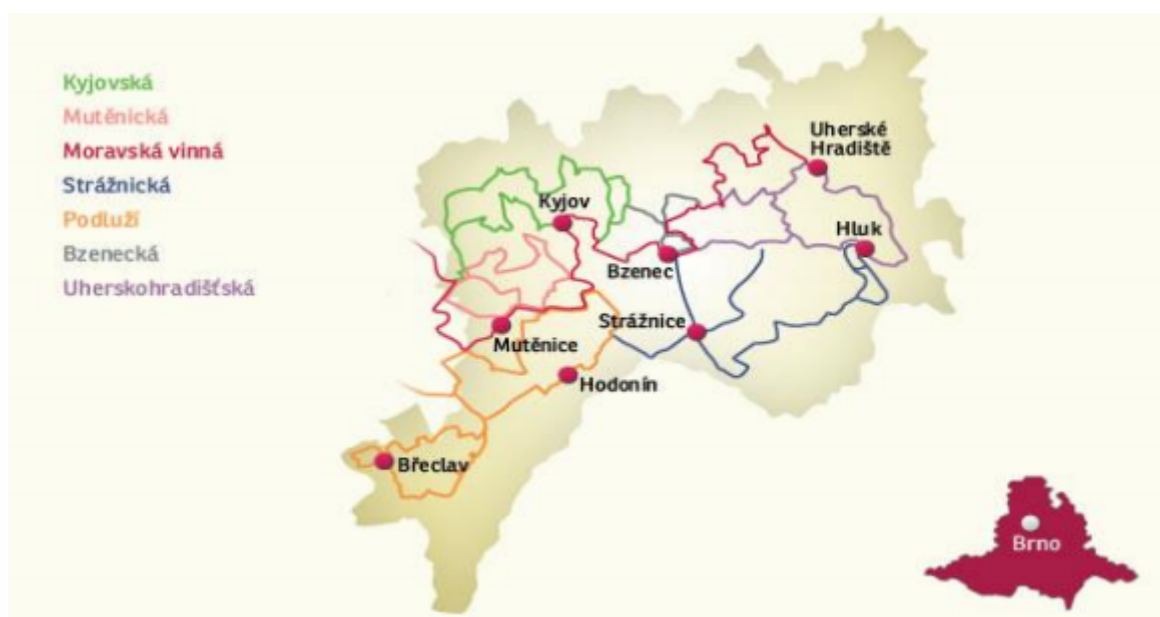 Kyjovská
Mutěnická
Moravská vinná
Strážnická
Podluží
Bzenecká
Uherskohradišťská
Uherské
Hradiště
Kyjov
Hluk
Bzenec
Strážnice
Mutěnice
Hodonín
Břeclav
Brno